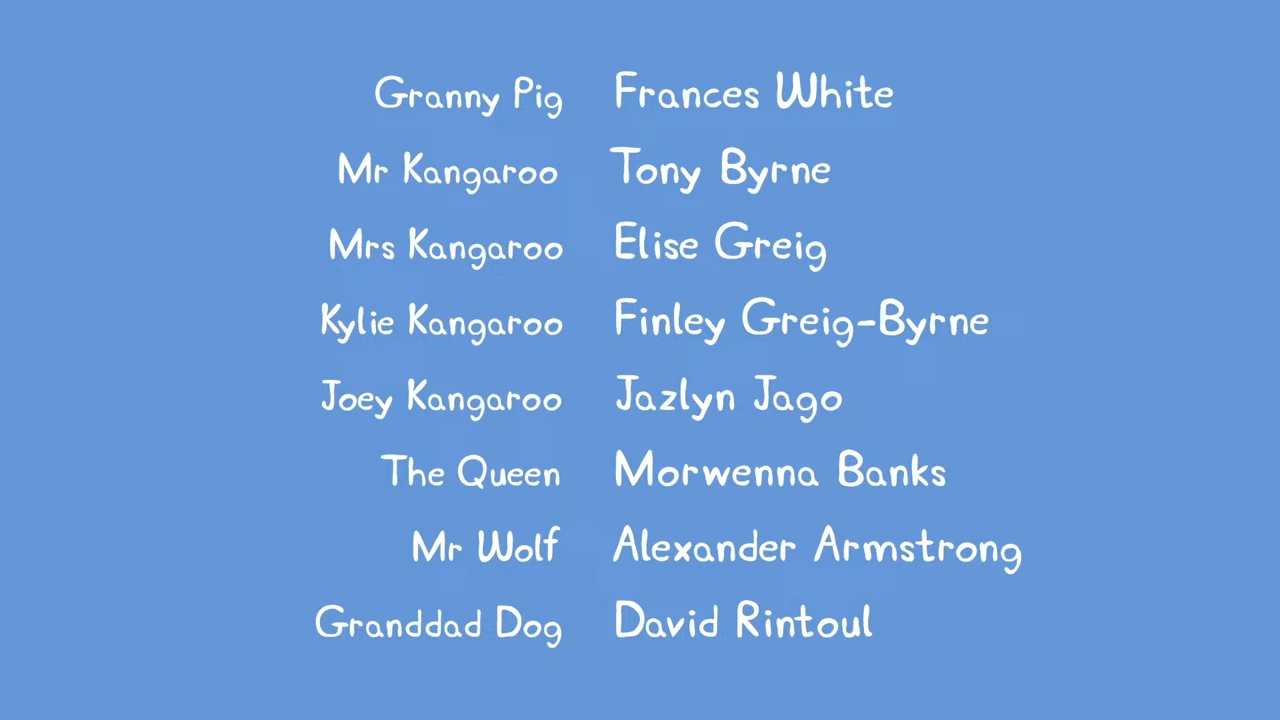 Granny Pig Frances White
Mr Kangaroo Tony Byrne
Mrs Kangaroo Elise Greig
Kylie Kangaroo Finley Greig-Byrne
Joey Kangaroo Jazlyn Jago
The Queen Morwenna Banks
Mr Wolf Alexander Armstrong
Granddad Dog David Rintoul